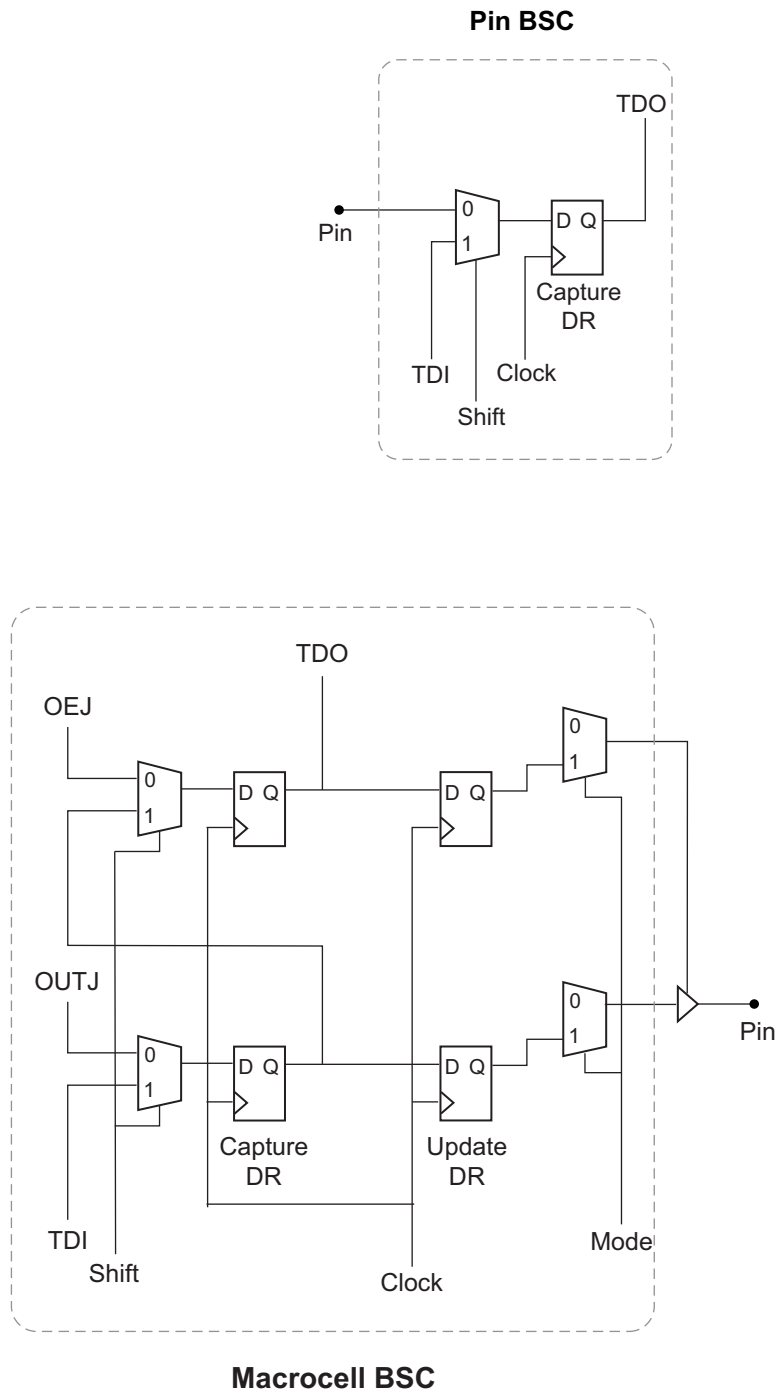 Pin BSC
TDO
0
Pin
1
D Q
Capture
DR
TDI
Clock
Shift
TDO
OEJ
0
1
D Q
D Q
0
1
OUTJ
0
1
D Q
D Q
0
1
Pin
Capture
DR
Update
DR
TDI
Shift
Clock
Mode
Macrocell BSC